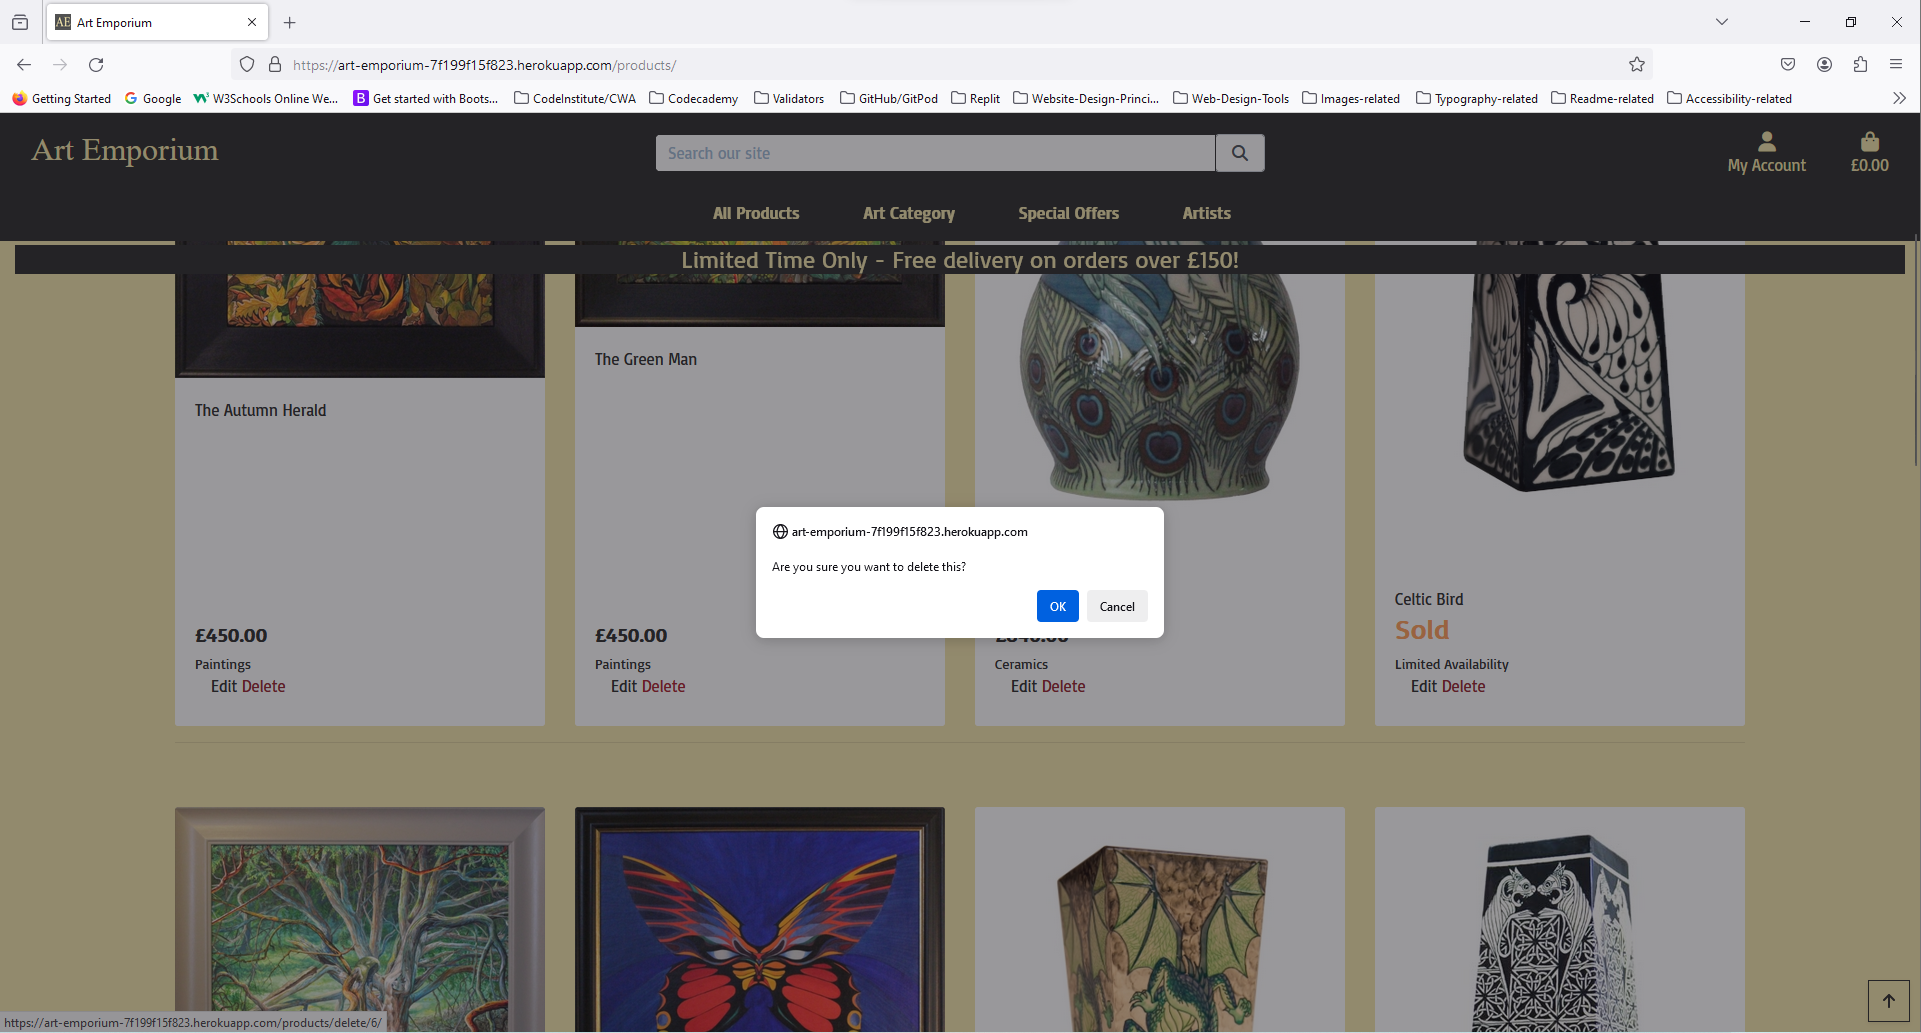 AE Art Emporium
https://art-emporium-7f199f15f823.herokuapp.com/products/
Getting Started Google W3Schools Online We... B Get started with Boots... CodeInstitute/CWA Codecademy Validators GitHub/GitPod Replit Website-Design-Princi... Web-Design-Tools Images-related Typography-related Readme-related Accessibility-related
Art Emporium
Search our site
My Account
£0.00
All Products Art Category Special Offers Artists
Limited Time Only - Free delivery on orders over £150!
The Green Man
The Autumn Herald
art-emporium-7f199f15f823.herokuapp.com
Are you sure you want to delete this?
OK Cancel
Celtic Bird
Sold
£450.00
£450.00
Paintings
Paintings
Ceramics
Limited Availability
Edit Delete
Edit Delete
Edit Delete
Edit Delete
https://art-emporium-7f199f15f823.herokuapp.com/products/delete/6/